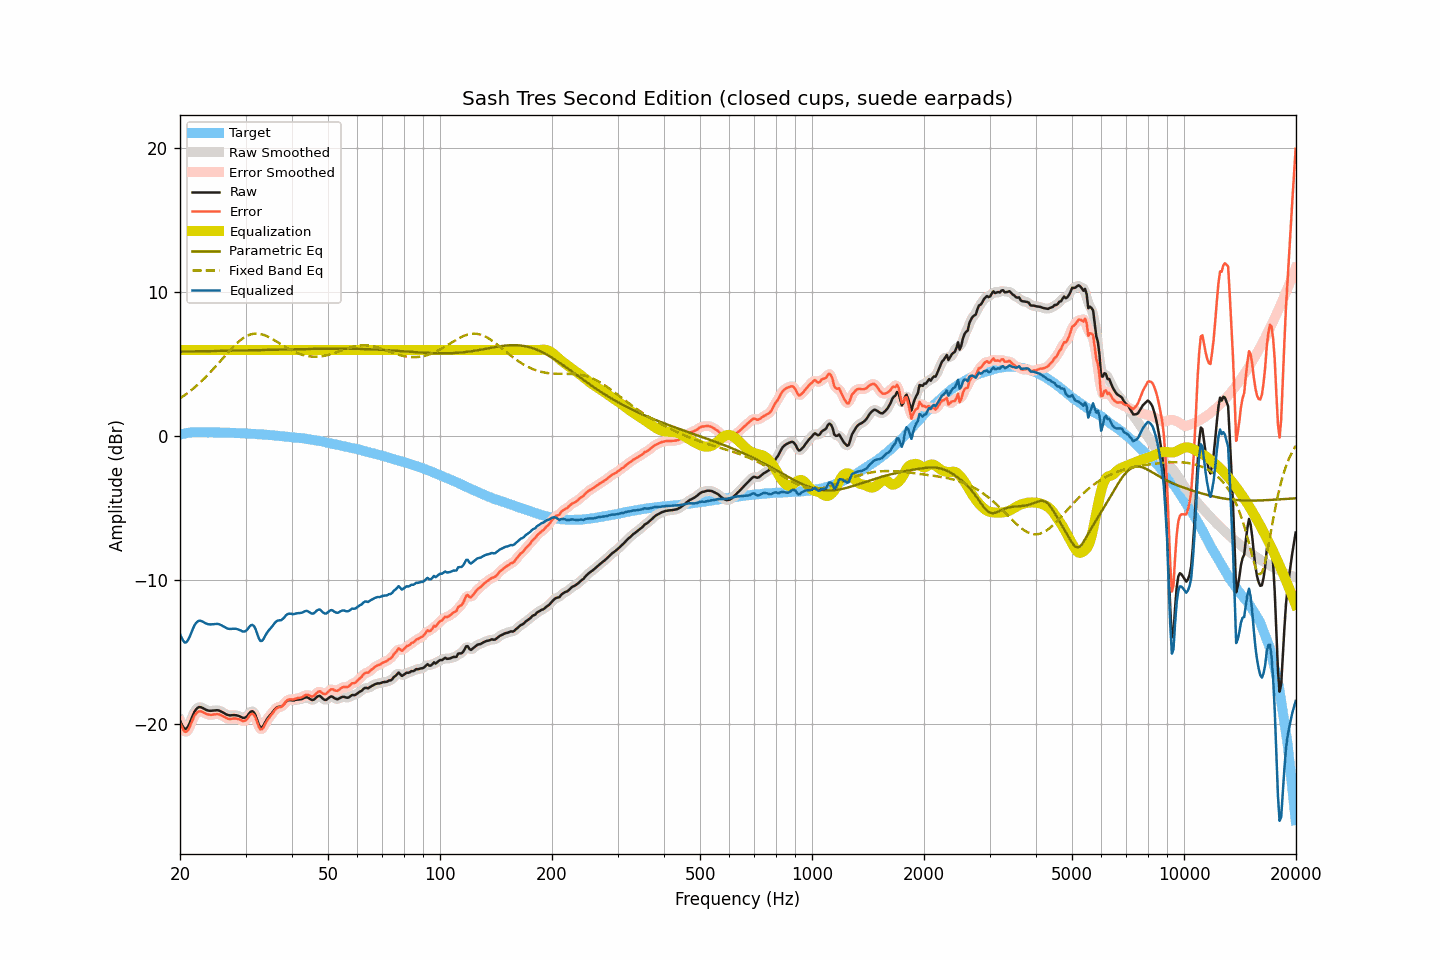 Sash Tres Second Edition (closed cups, suede earpads)
Target
Raw Smoothed
Error Smoothed
Raw
Error
Equalization
Parametric Eq
Fixed Band Eq
Equalized
20
10
0
−10
−20
Amplitude (dBr)
20 50 100 200 500 1000 2000 5000 10000 20000
Frequency (Hz)